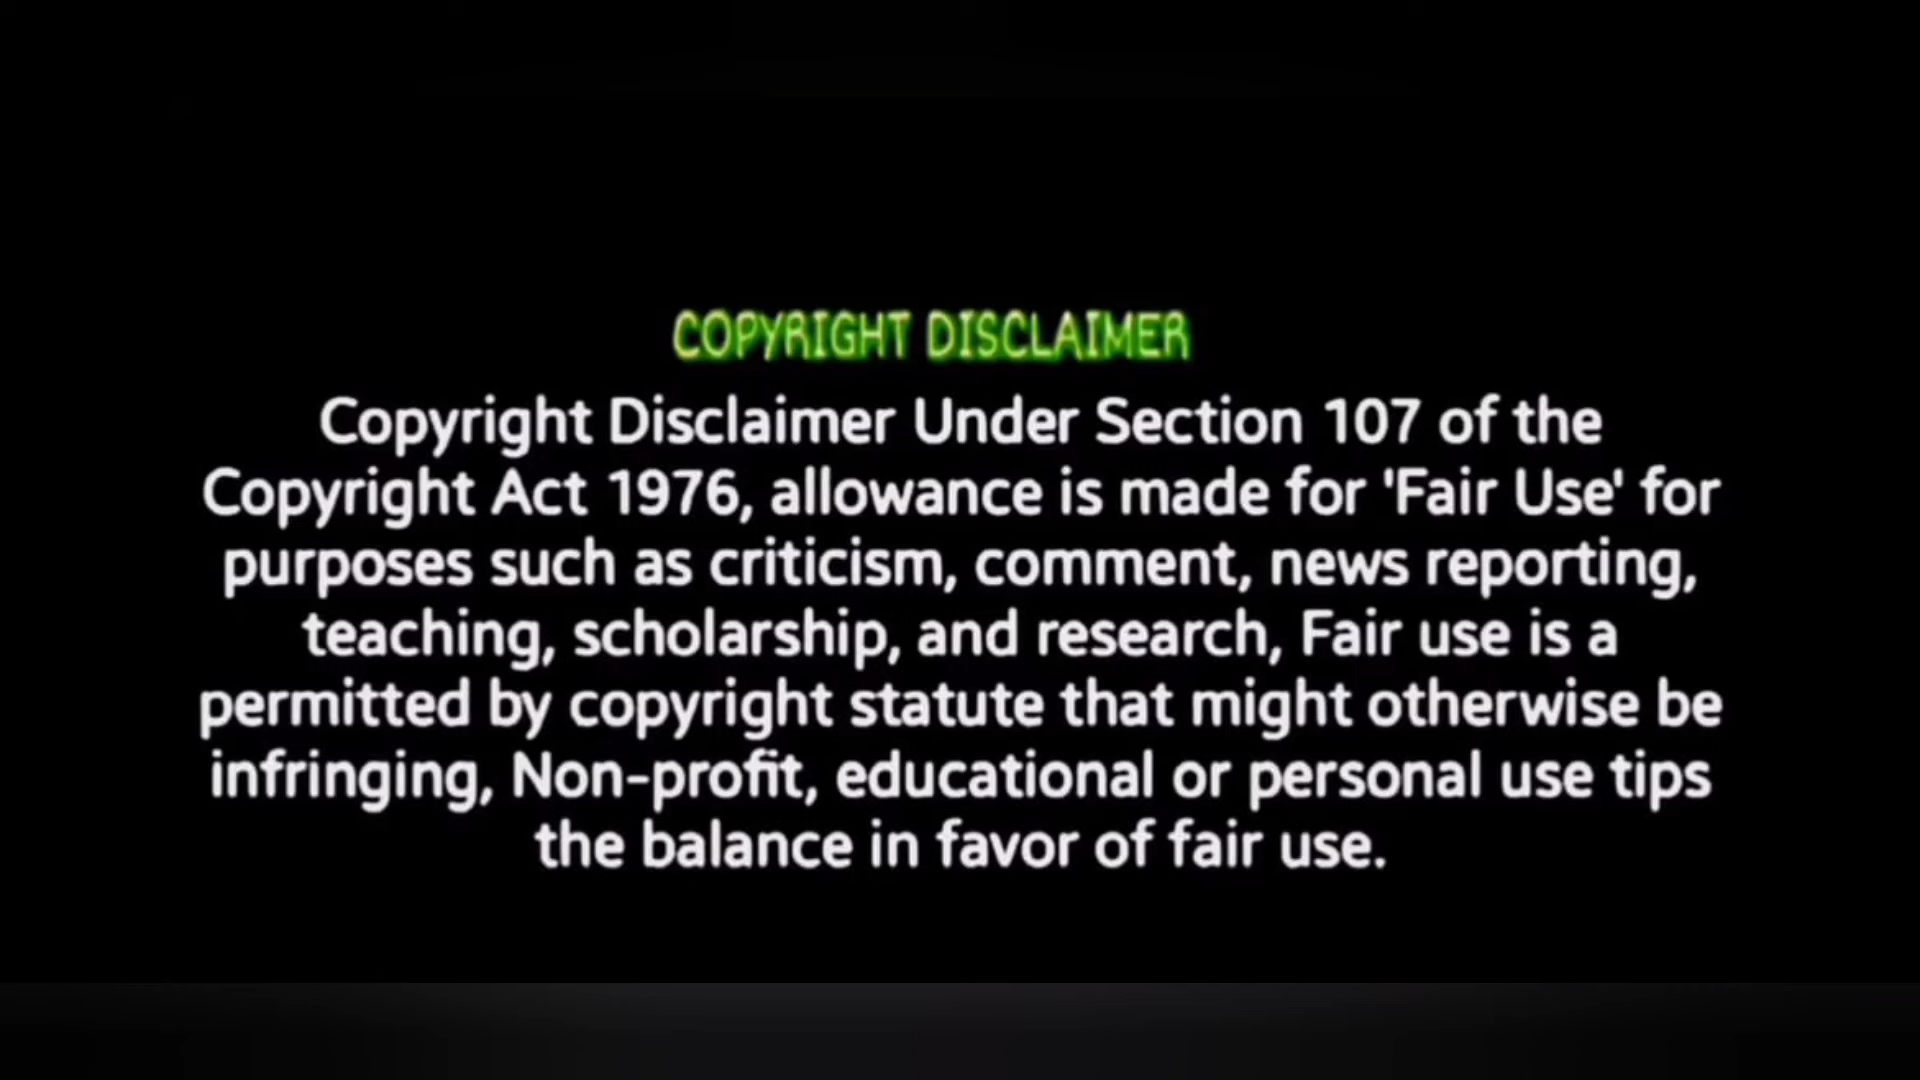 COPYRIGHT DISCLAIMER
Copyright Disclaimer Under Section 107 of the
Copyright Act 1976, allowance is made for 'Fair Use' for
purposes such as criticism, comment, news reporting,
teaching, scholarship, and research, Fair use is a
permitted by copyright statute that might otherwise be
infringing, Non-profit, educational or personal use tips
the balance in favor of fair use.